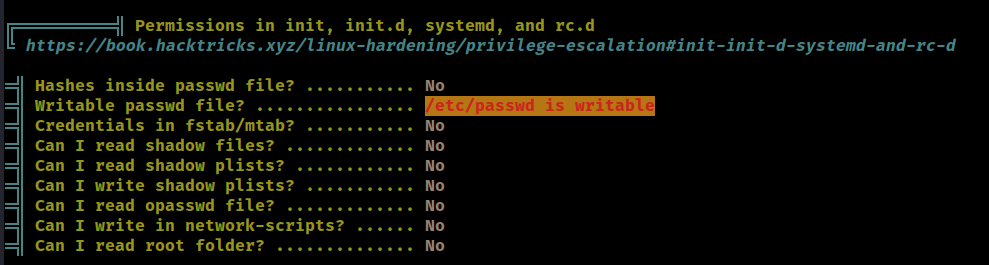 Permissions in init, init.d, systemd, and rc.d
https://book.hacktricks.xyz/linux-hardening/privilege-escalation#init-init-d-systemd-and-rc-d
Hashes inside passwd file? ........... No
Writable passwd file? ................ /etc/passwd is writable
Credentials in fstab/mtab? ........... No
Can I read shadow files? ............. No
Can I read shadow plists? ............ No
Can I write shadow plists? ........... No
Can I read opasswd file? ............. No
Can I write in network-scripts? ...... No
Can I read root folder? .............. No